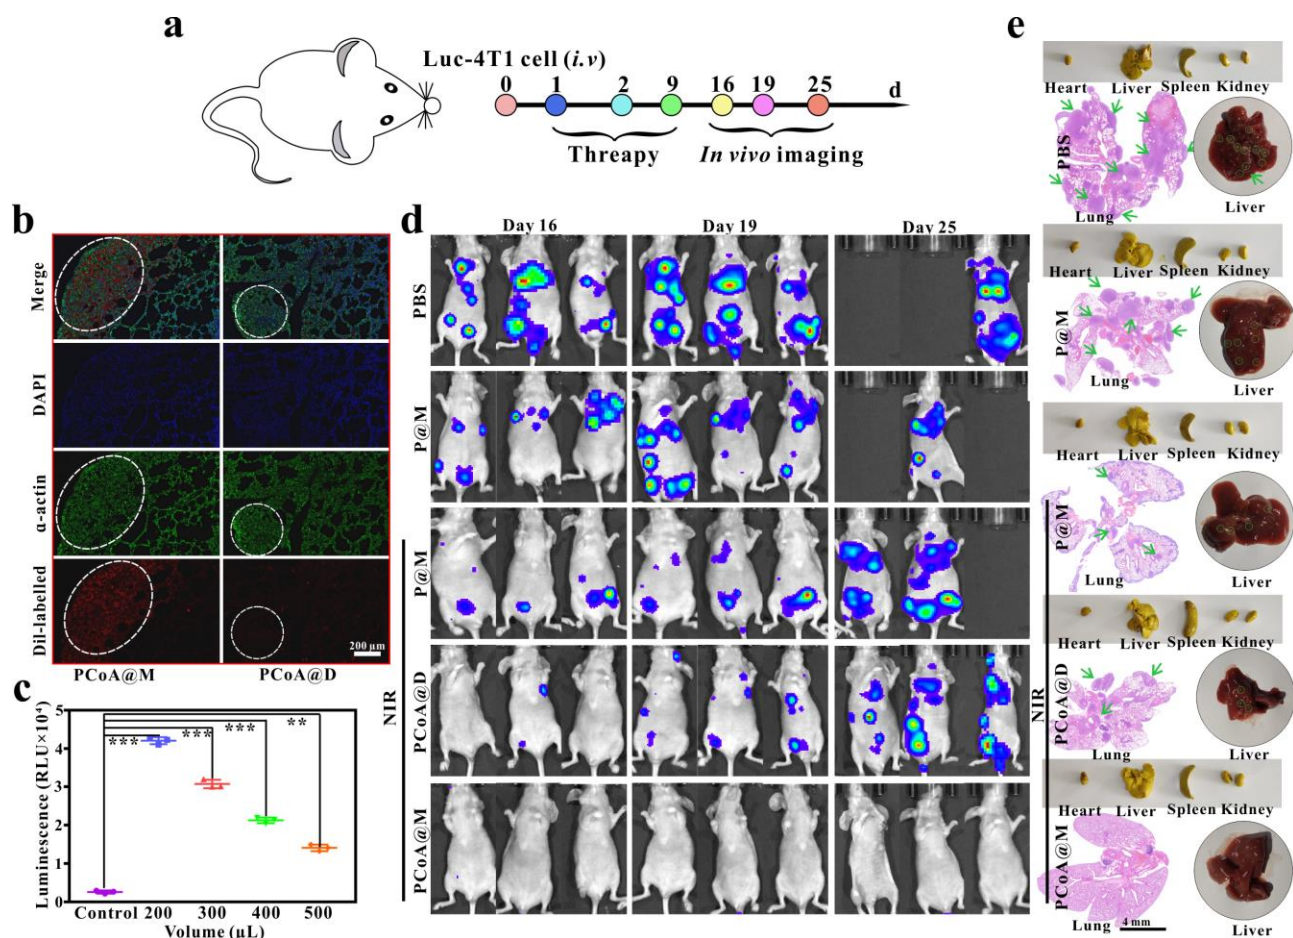 a
Luc-4T1 cell (i.v)
0 1 2 9 16 19 25 d
Threapy In vivo imaging
b
Merge
DAPI
α-actin
Dil-labelled
200 μm
PCoA@M PCoA@D
c
Luminescence (RLU×10⁴)
5
4
3
2
1
0
*** *** *** **
Control 200 300 400 500
Volume (μL)
d
Day 16 Day 19 Day 25
PBS
P@M
P@M
PCoA@D
PCoA@M
NIR
e
Heart Liver Spleen Kidney
PBS
Lung
Liver
Heart Liver Spleen Kidney
P@M
Lung
Liver
Heart Liver Spleen Kidney
P@M
Lung
Liver
Heart Liver Spleen Kidney
PCoA@D
Lung
Liver
Heart Liver Spleen Kidney
PCoA@M
Lung
4 mm
Liver
NIR